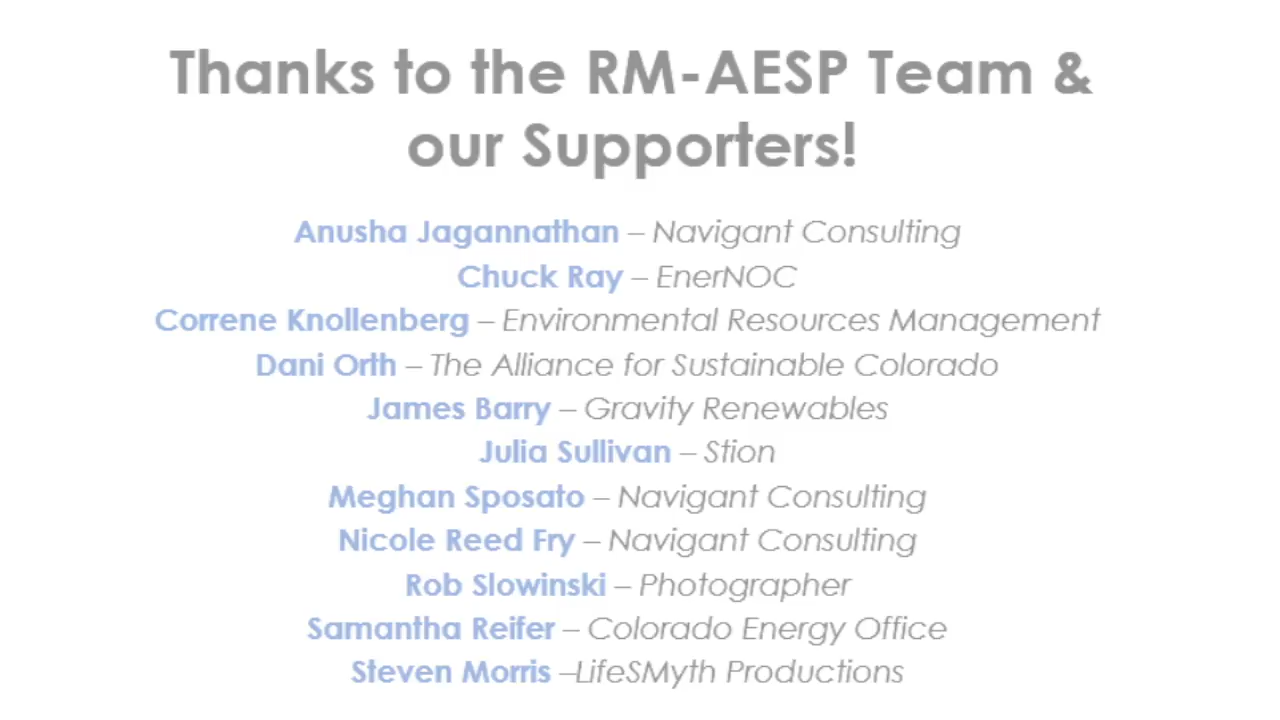 Thanks to the RM-AESP Team &
our Supporters!
Anusha Jagannathan – Navigant Consulting
Chuck Ray – EnerNOC
Correne Knollenberg – Environmental Resources Management
Dani Orth – The Alliance for Sustainable Colorado
James Barry – Gravity Renewables
Julia Sullivan – Stion
Meghan Sposato – Navigant Consulting
Nicole Reed Fry – Navigant Consulting
Rob Slowinski – Photographer
Samantha Reifer – Colorado Energy Office
Steven Morris –LifeSMyth Productions